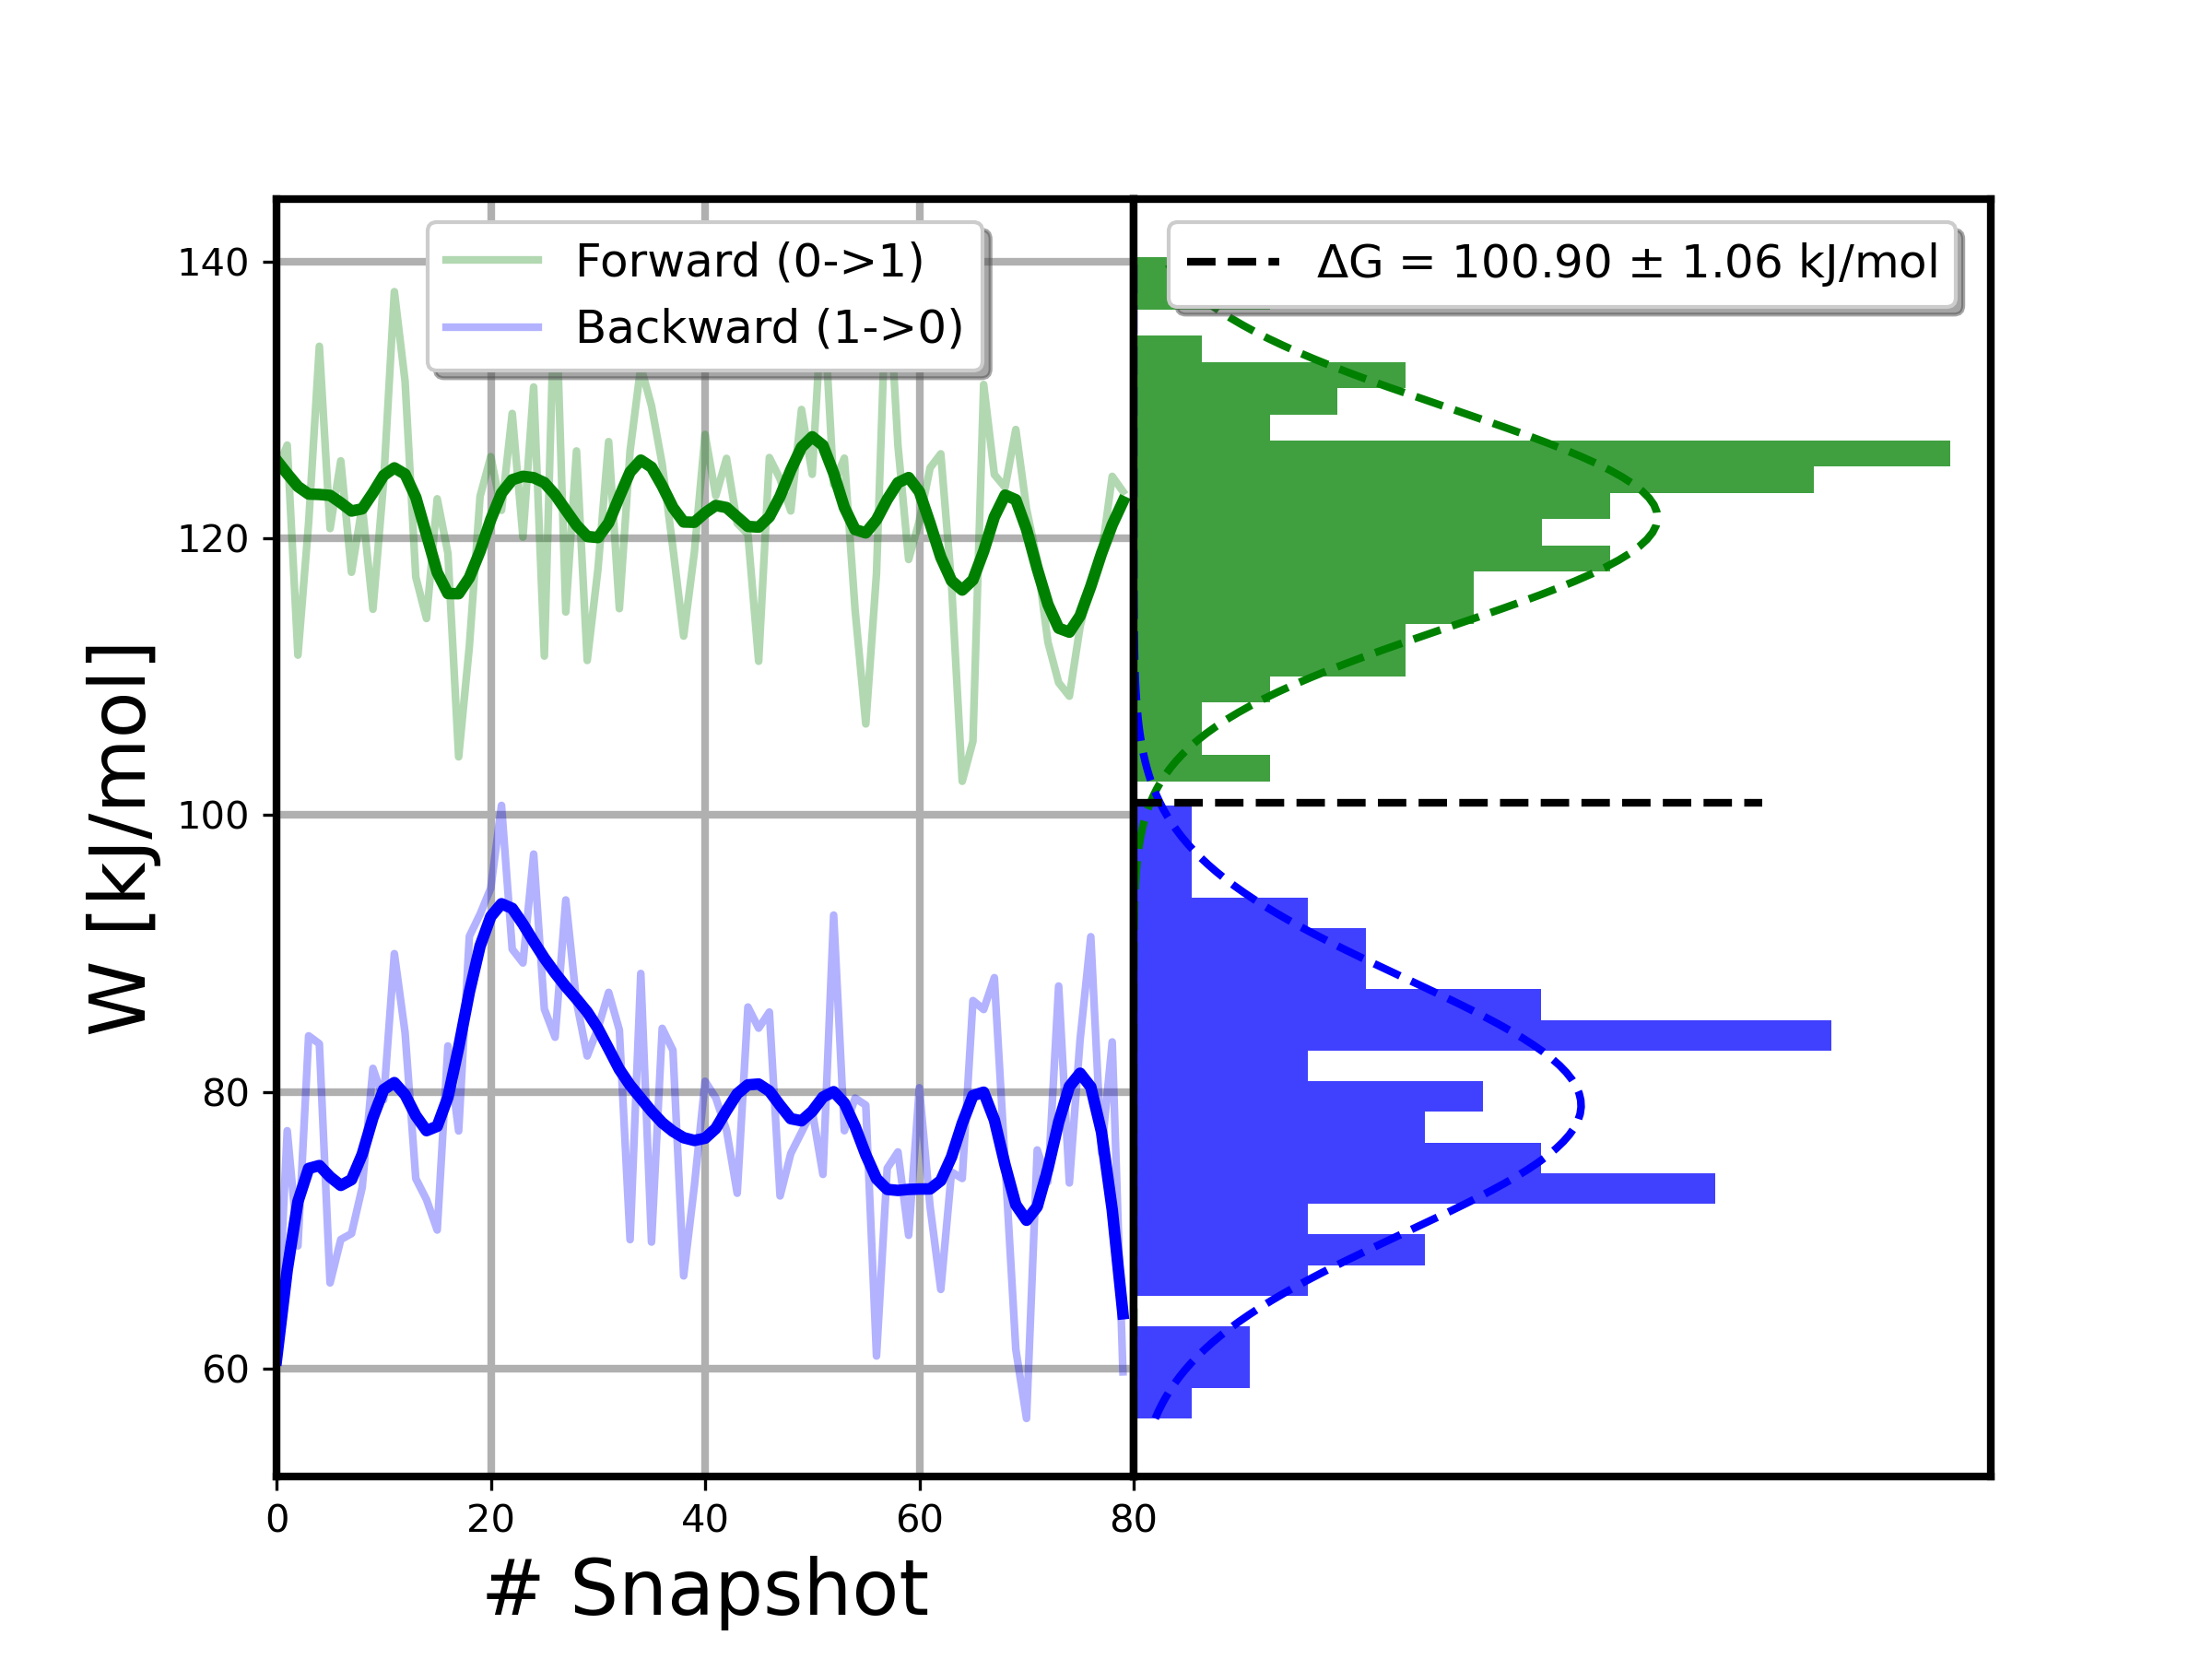 Forward (0->1)
Backward (1->0)
ΔG = 100.90 ± 1.06 kJ/mol
W [kJ/mol]
140
120
100
80
60
0 20 40 60 80
# Snapshot